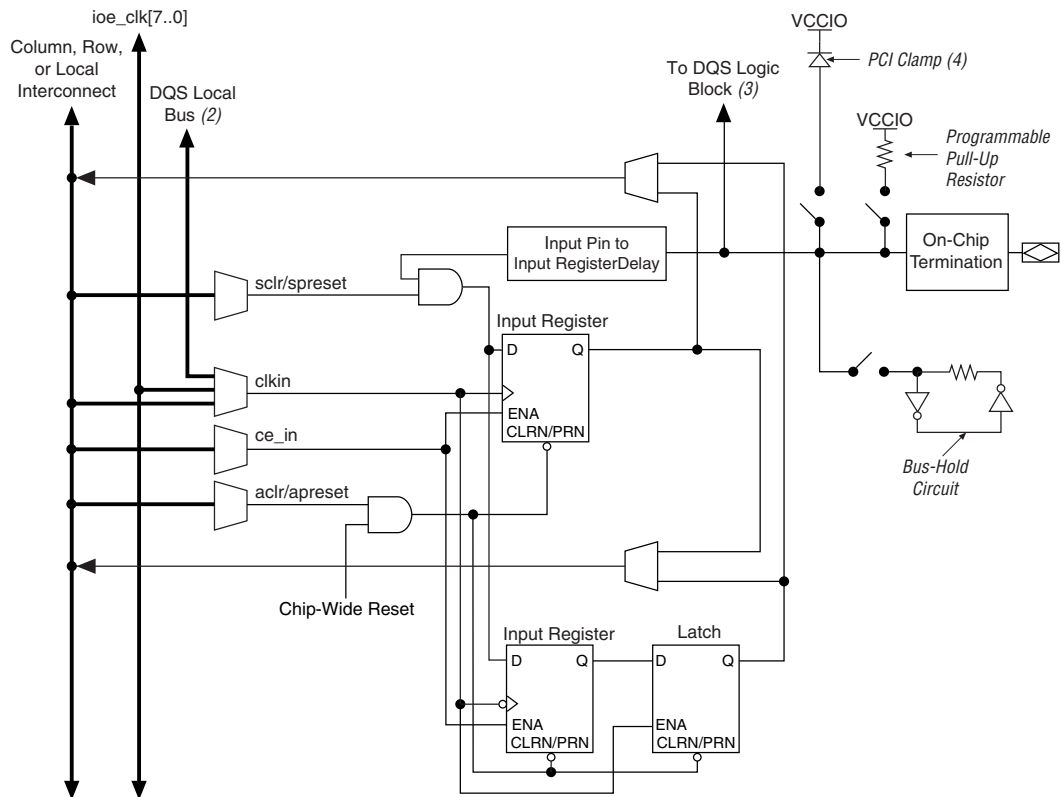 ioe_clk[7..0]
Column, Row,
or Local
Interconnect
DQS Local
Bus (2)
To DQS Logic
Block (3)
VCCIO
PCI Clamp (4)
VCCIO
Programmable
Pull-Up
Resistor
Input Pin to
Input RegisterDelay
On-Chip
Termination
sclr/spreset
Input Register
D
Q
clkin
ENA
CLRN/PRN
ce_in
aclr/apreset
Bus-Hold
Circuit
Chip-Wide Reset
Input Register
D
Q
ENA
CLRN/PRN
Latch
D
Q
ENA
CLRN/PRN